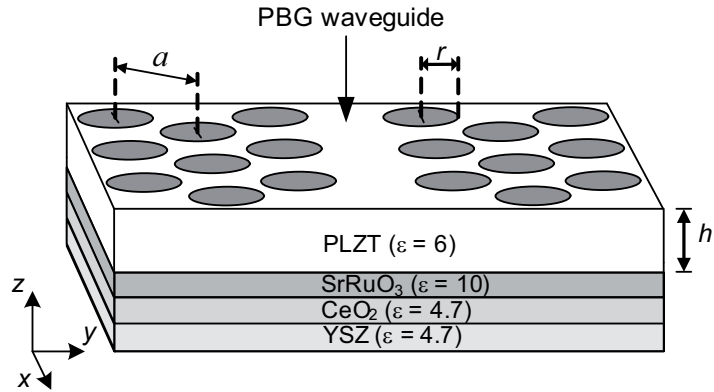 PBG waveguide
a
r
h
PLZT (ε = 6)
SrRuO₃ (ε = 10)
CeO₂ (ε = 4.7)
YSZ (ε = 4.7)
z
y
x